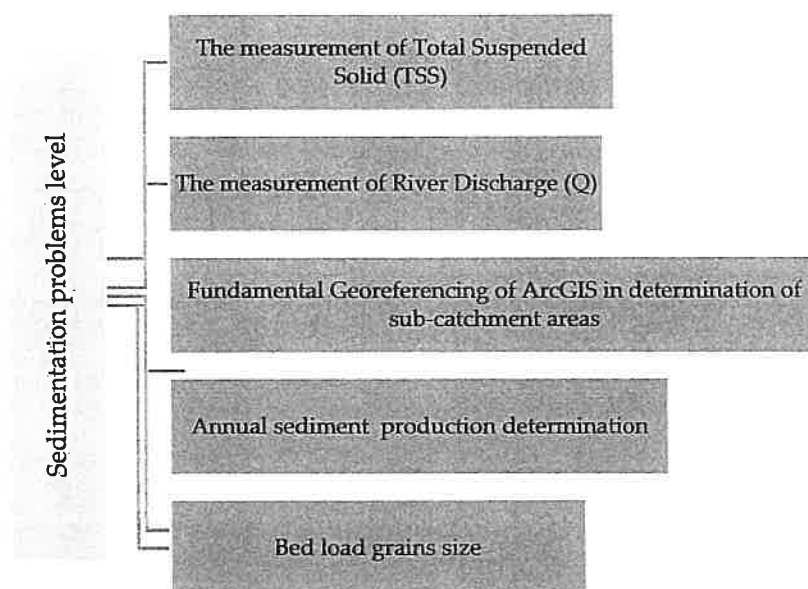 Sedimentation problems level
The measurement of Total Suspended
Solid (TSS)
The measurement of River Discharge (Q)
Fundamental Georeferencing of ArcGIS in determination of
sub-catchment areas
Annual sediment production determination
Bed load grains size